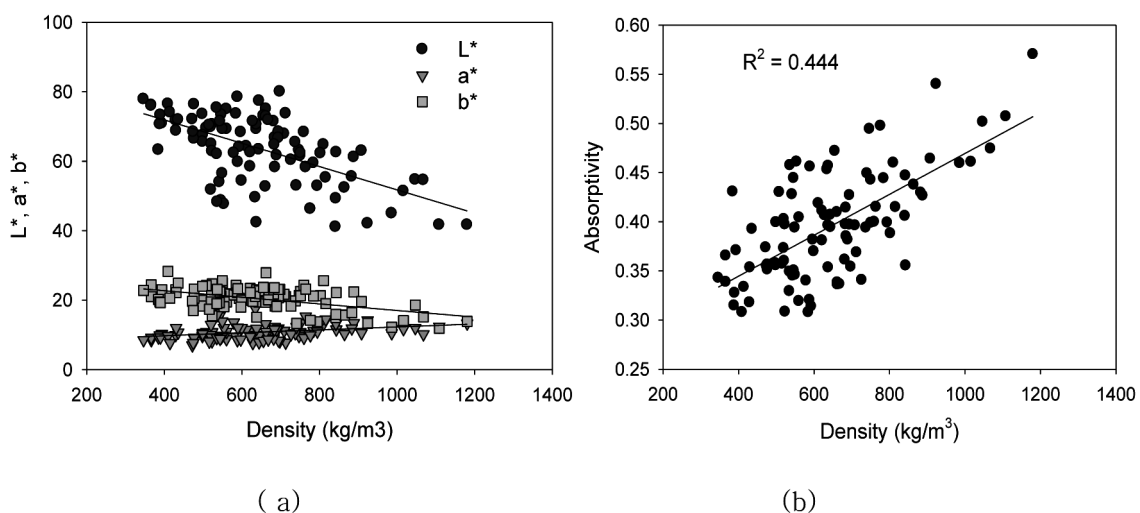 100
80
60
40
20
0
L*, a*, b*
L*
a*
b*
200 400 600 800 1000 1200 1400
Density (kg/m3)
( a)
0.60
0.55
0.50
0.45
0.40
0.35
0.30
0.25
Absorptivity
R² = 0.444
200 400 600 800 1000 1200 1400
Density (kg/m³)
(b)